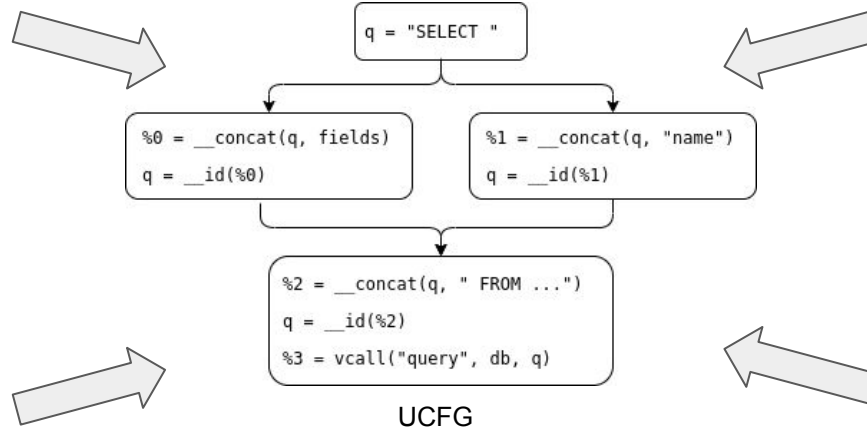 q = "SELECT "
%0 = __concat(q, fields)
q = __id(%0)
%1 = __concat(q, "name")
q = __id(%1)
%2 = __concat(q, " FROM ...")
q = __id(%2)
%3 = vcall("query", db, q)
UCFG